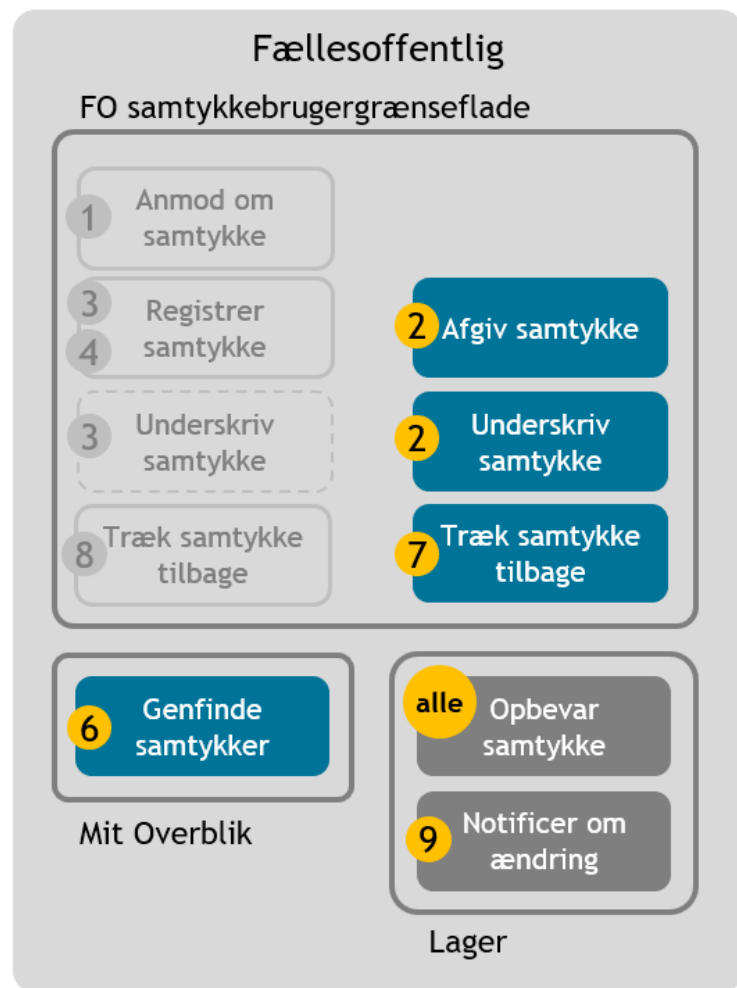 Fællesoffentlig
FO samtykkebrugergrænseflade
1
Anmod om
samtykke
3
4
Registrer
samtykke
2
Afgiv samtykke
3
Underskriv
samtykke
2
Underskriv
samtykke
8
Træk samtykke
tilbage
7
Træk samtykke
tilbage
6
Genfinde
samtykker
Mit Overblik
alle
Opbevar
samtykke
9
Notificer om
ændring
Lager